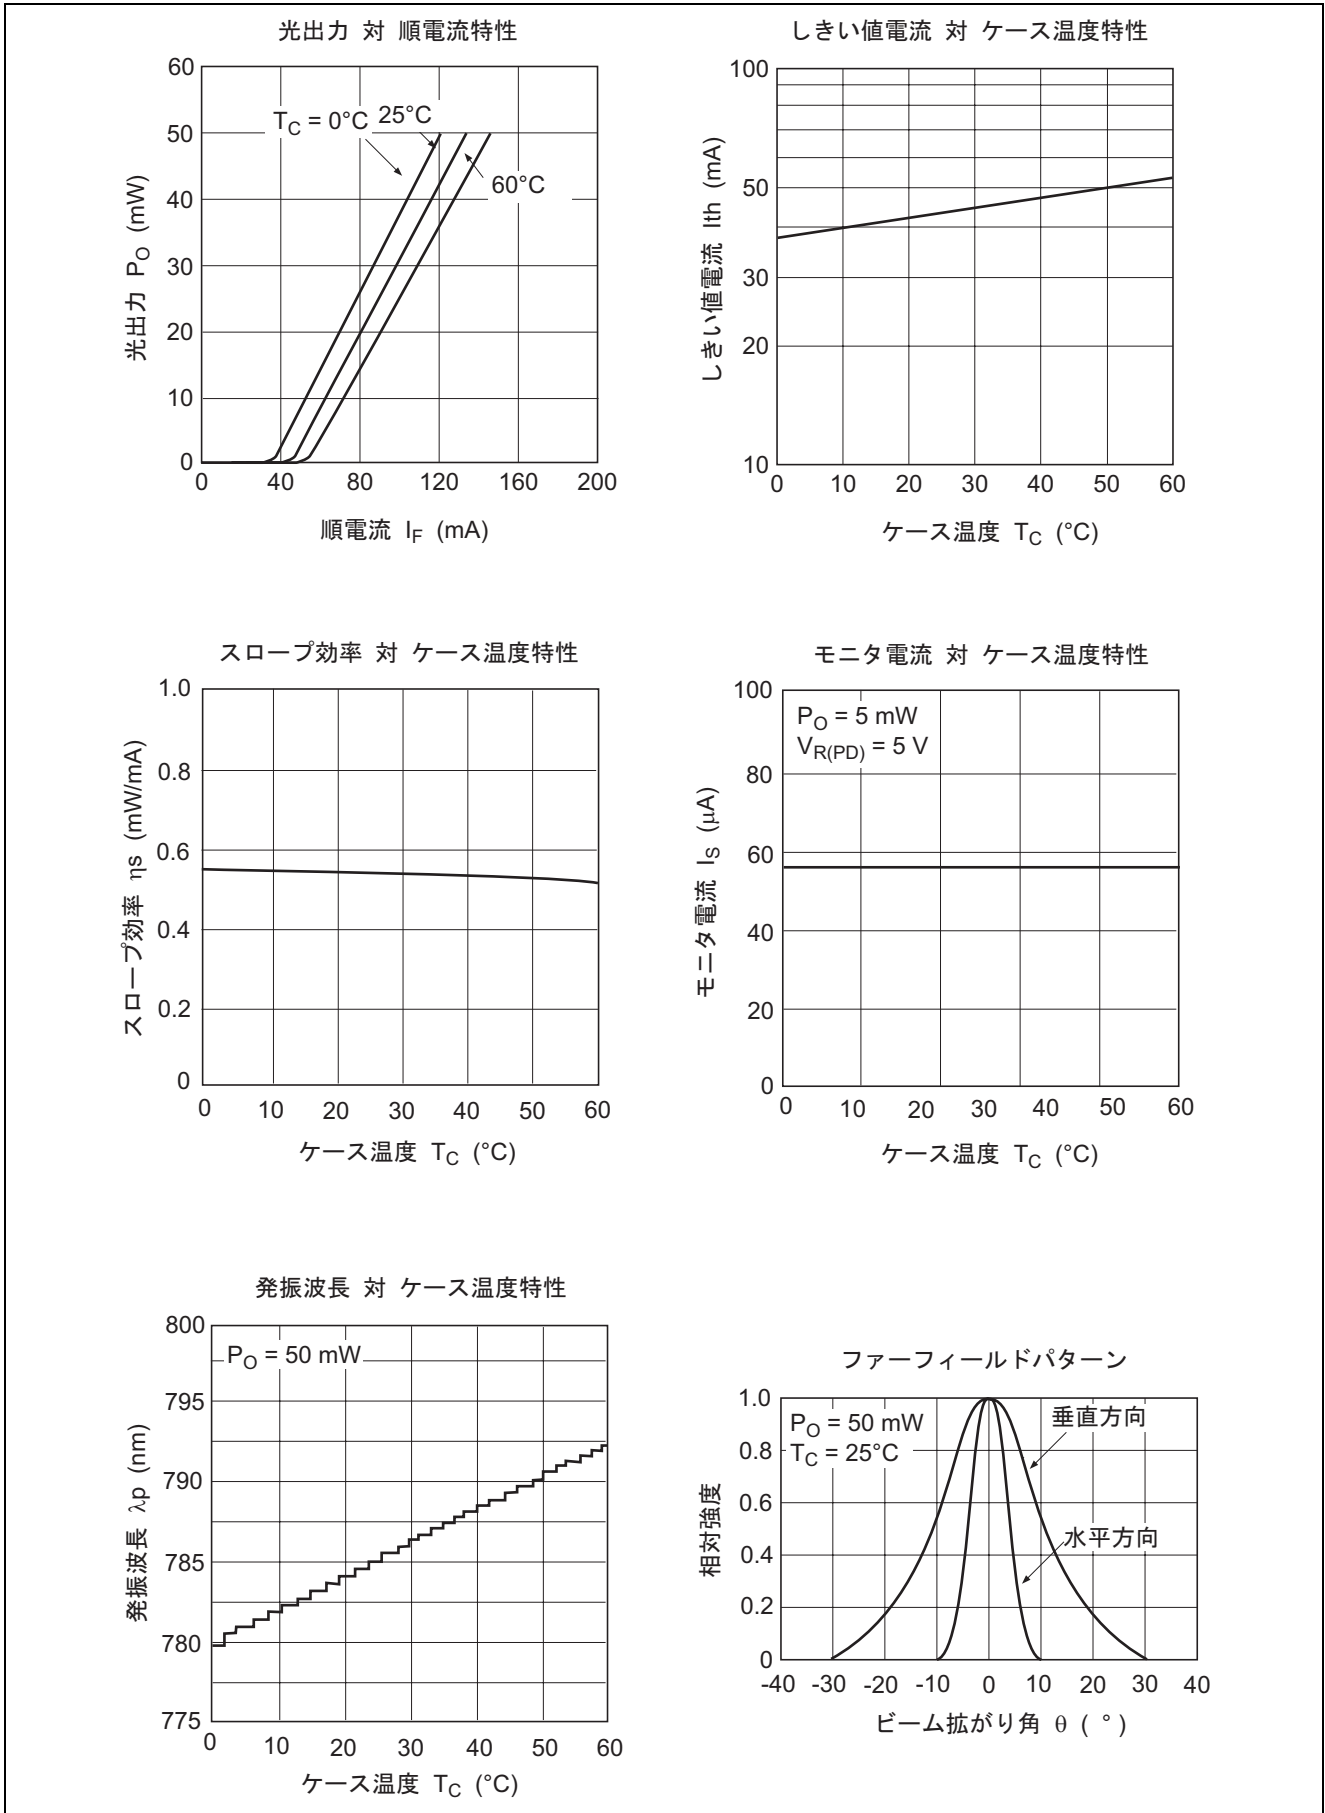 光出力 対 順電流特性
60
50
40
30
20
10
0
T_C = 0°C 25°C
60°C
光出力 P_O (mW)
0 40 80 120 160 200
順電流 I_F (mA)
しきい値電流 対 ケース温度特性
100
50
30
20
10
しきい値電流 Ith (mA)
0 10 20 30 40 50 60
ケース温度 T_C (°C)
スロープ効率 対 ケース温度特性
1.0
0.8
0.6
0.4
0.2
0
スロープ効率 ηs (mW/mA)
0 10 20 30 40 50 60
ケース温度 T_C (°C)
モニタ電流 対 ケース温度特性
100
80
60
40
20
0
P_O = 5 mW
V_R(PD) = 5 V
モニタ電流 I_S (μA)
0 10 20 30 40 50 60
ケース温度 T_C (°C)
発振波長 対 ケース温度特性
800
795
790
785
780
775
P_O = 50 mW
発振波長 λp (nm)
0 10 20 30 40 50 60
ケース温度 T_C (°C)
ファーフィールドパターン
1.0
0.8
0.6
0.4
0.2
0
P_O = 50 mW
T_C = 25°C
垂直方向
水平方向
相対強度
-40 -30 -20 -10 0 10 20 30 40
ビーム拡がり角 θ ( ° )